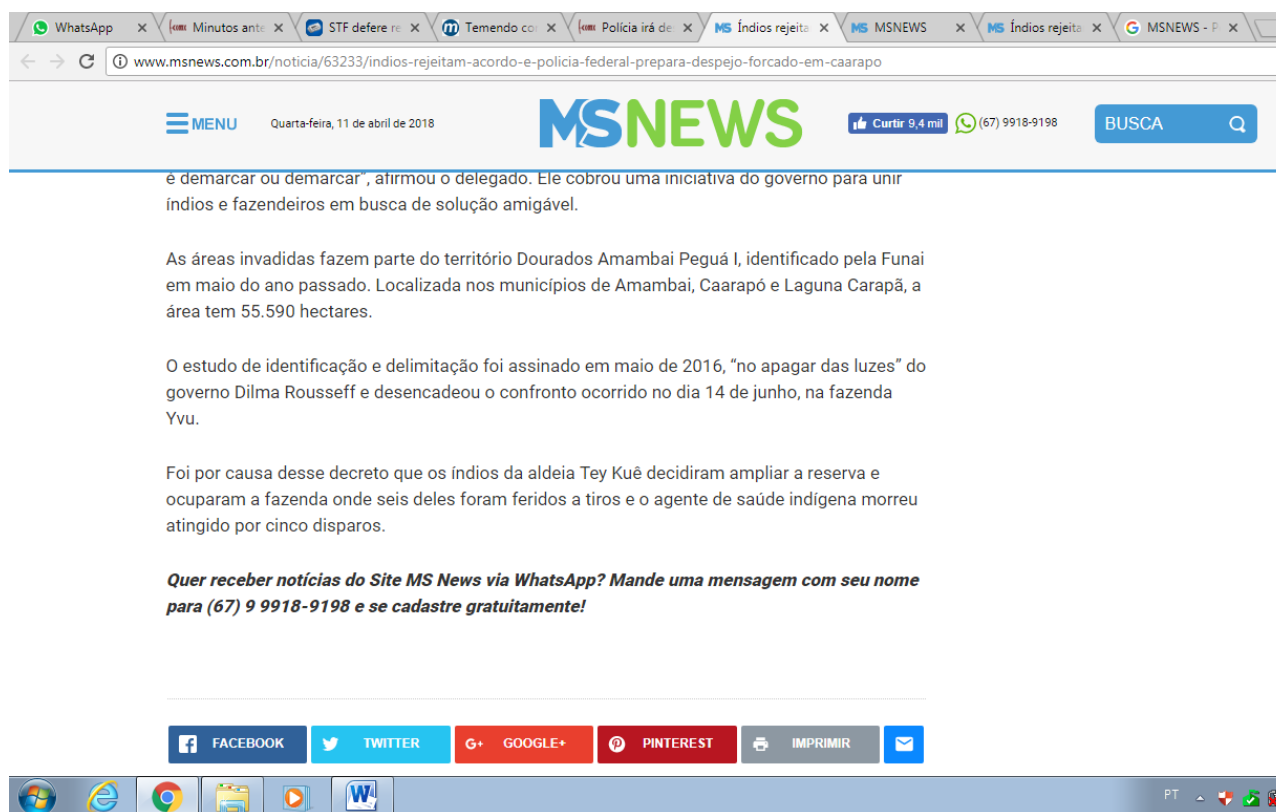 WhatsApp
Minutos ante
STF defere re
Temendo cor
Polícia irá de
MS Índios rejeita
MS MSNEWS
MS Índios rejeita
G MSNEWS - P
www.msnews.com.br/noticia/63233/indios-rejeitam-acordo-e-policia-federal-prepara-despejo-forcado-em-caarapo
MENU
Quarta-feira, 11 de abril de 2018
MSNEWS
Curtir 9,4 mil
(67) 9918-9198
BUSCA
é demarcar ou demarcar", afirmou o delegado. Ele cobrou uma iniciativa do governo para unir
índios e fazendeiros em busca de solução amigável.
As áreas invadidas fazem parte do território Dourados Amambai Peguá I, identificado pela Funai
em maio do ano passado. Localizada nos municípios de Amambai, Caarapó e Laguna Carapã, a
área tem 55.590 hectares.
O estudo de identificação e delimitação foi assinado em maio de 2016, “no apagar das luzes” do
governo Dilma Rousseff e desencadeou o confronto ocorrido no dia 14 de junho, na fazenda
Yvu.
Foi por causa desse decreto que os índios da aldeia Tey Kuê decidiram ampliar a reserva e
ocuparam a fazenda onde seis deles foram feridos a tiros e o agente de saúde indígena morreu
atingido por cinco disparos.
Quer receber notícias do Site MS News via WhatsApp? Mande uma mensagem com seu nome
para (67) 9 9918-9198 e se cadastre gratuitamente!
FACEBOOK
TWITTER
G+ GOOGLE+
PINTEREST
IMPRIMIR
PT